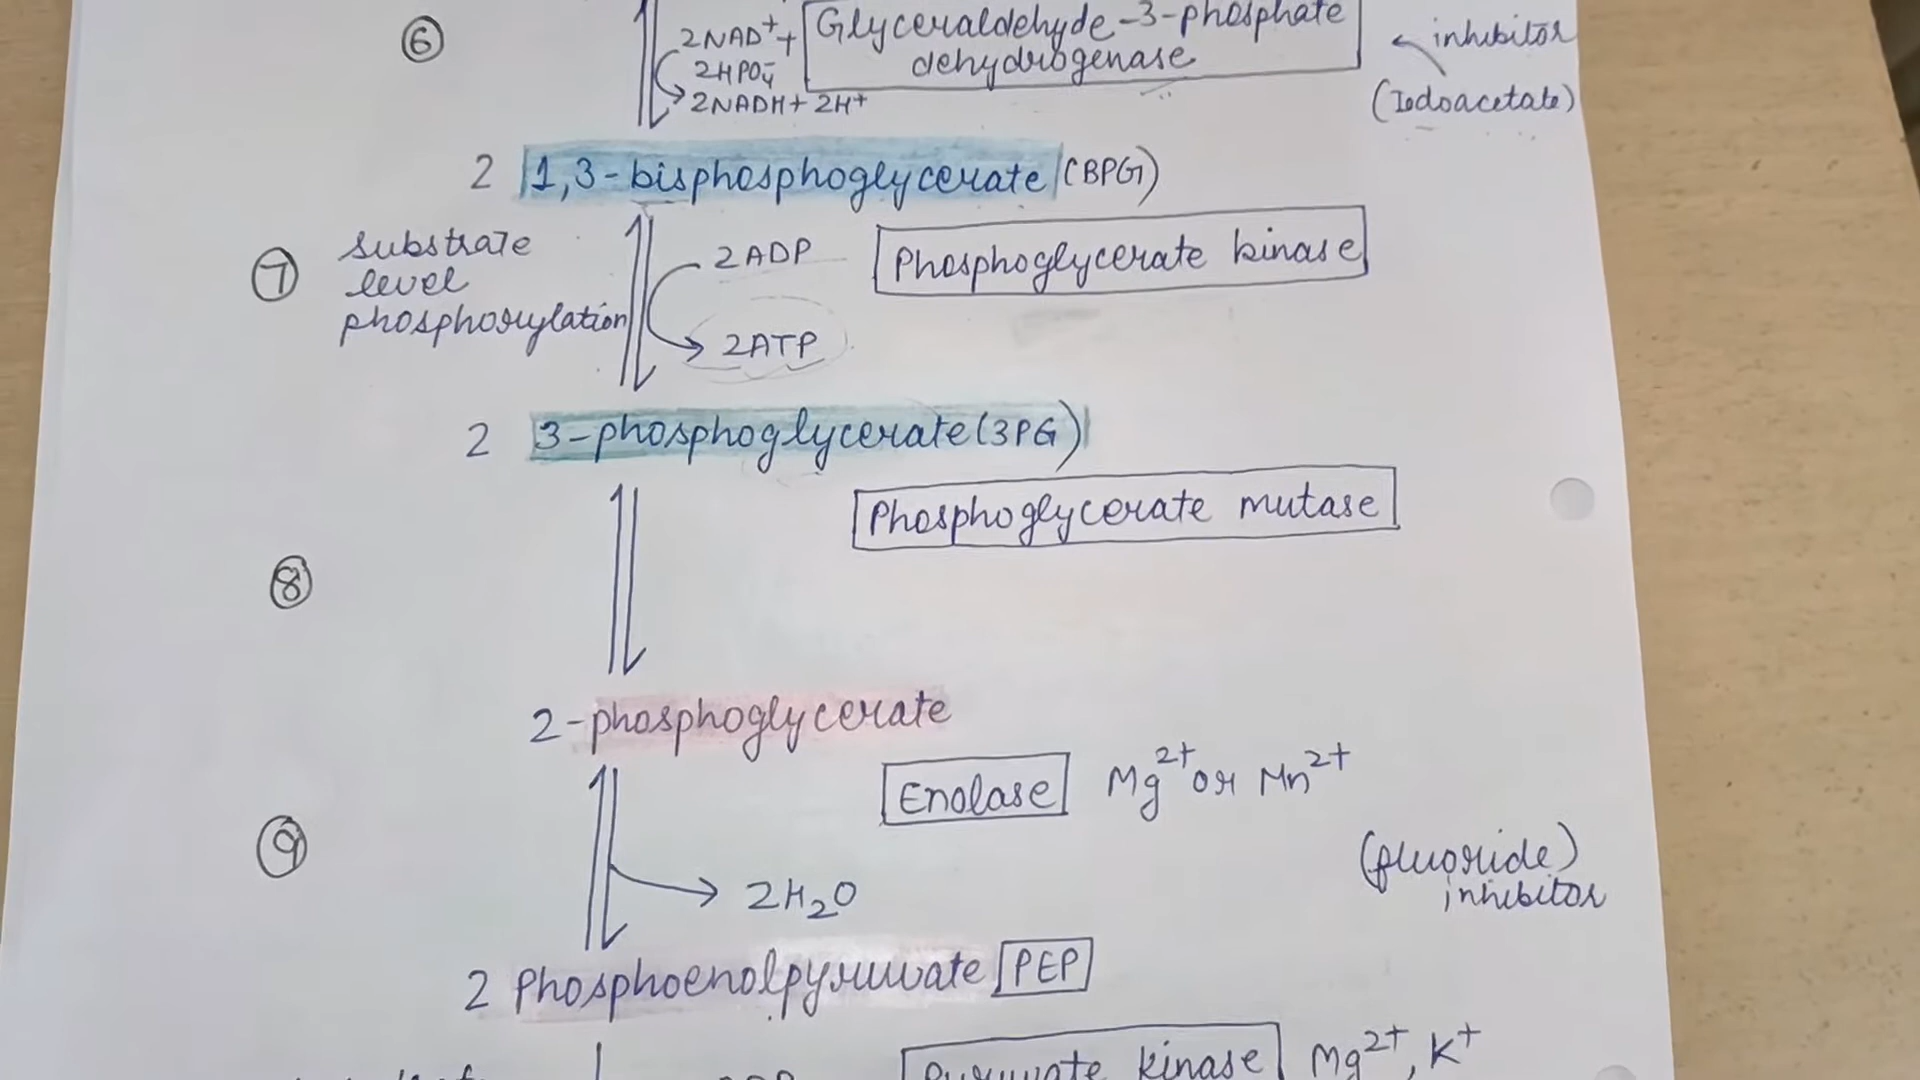 ⑥
2NAD⁺+
2HPO₄⁻
2NADH+2H⁺
Glyceraldehyde-3-phosphate
dehydrogenase
inhibitor
(Iodoacetate)
2 1,3-bisphosphoglycerate (BPG)
⑦
substrate
level
phosphorylation
2ADP
2ATP
Phosphoglycerate kinase
2 3-phosphoglycerate(3PG)
⑧
Phosphoglycerate mutase
2-phosphoglycerate
⑨
Enolase Mg²⁺ or Mn²⁺
(fluoride)
inhibitor
2H₂O
2 Phosphoenolpyruvate PEP
Pyruvate kinase Mg²⁺, K⁺